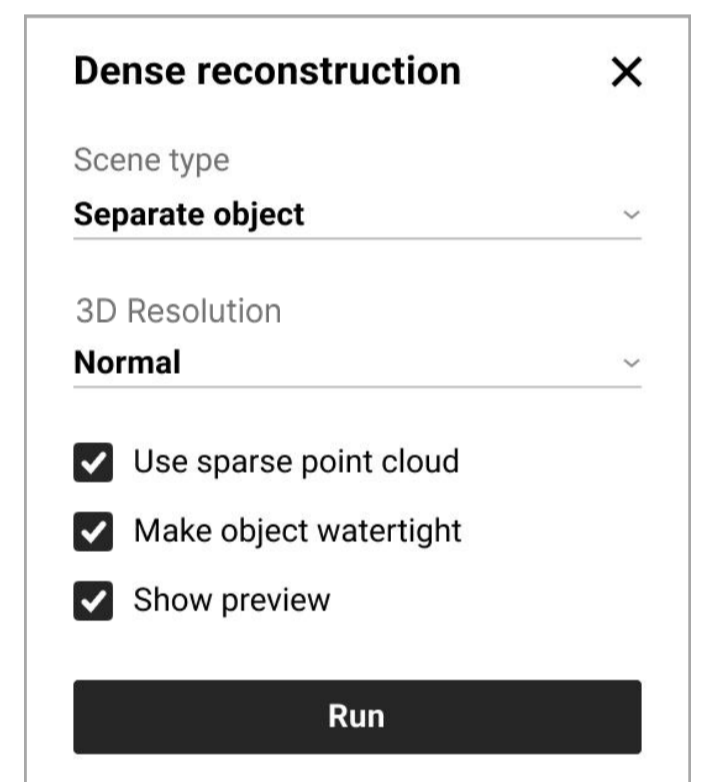 Dense reconstruction
Scene type
Separate object
3D Resolution
Normal
Use sparse point cloud
Make object watertight
Show preview
Run